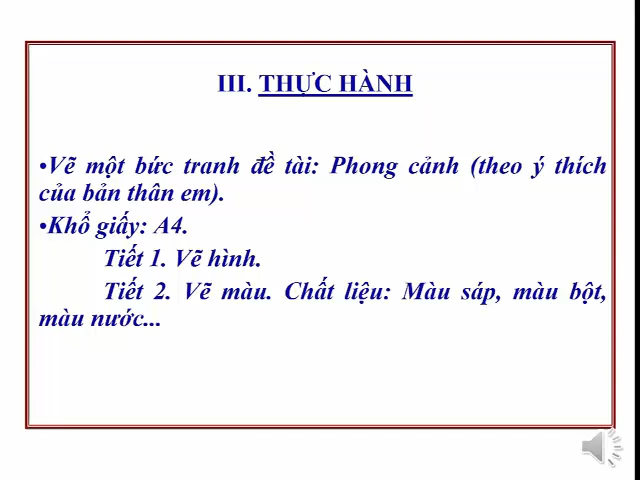 III. THỰC HÀNH
•Vẽ một bức tranh đề tài: Phong cảnh (theo ý thích
của bản thân em).
•Khổ giấy: A4.
Tiết 1. Vẽ hình.
Tiết 2. Vẽ màu. Chất liệu: Màu sáp, màu bột,
màu nước...